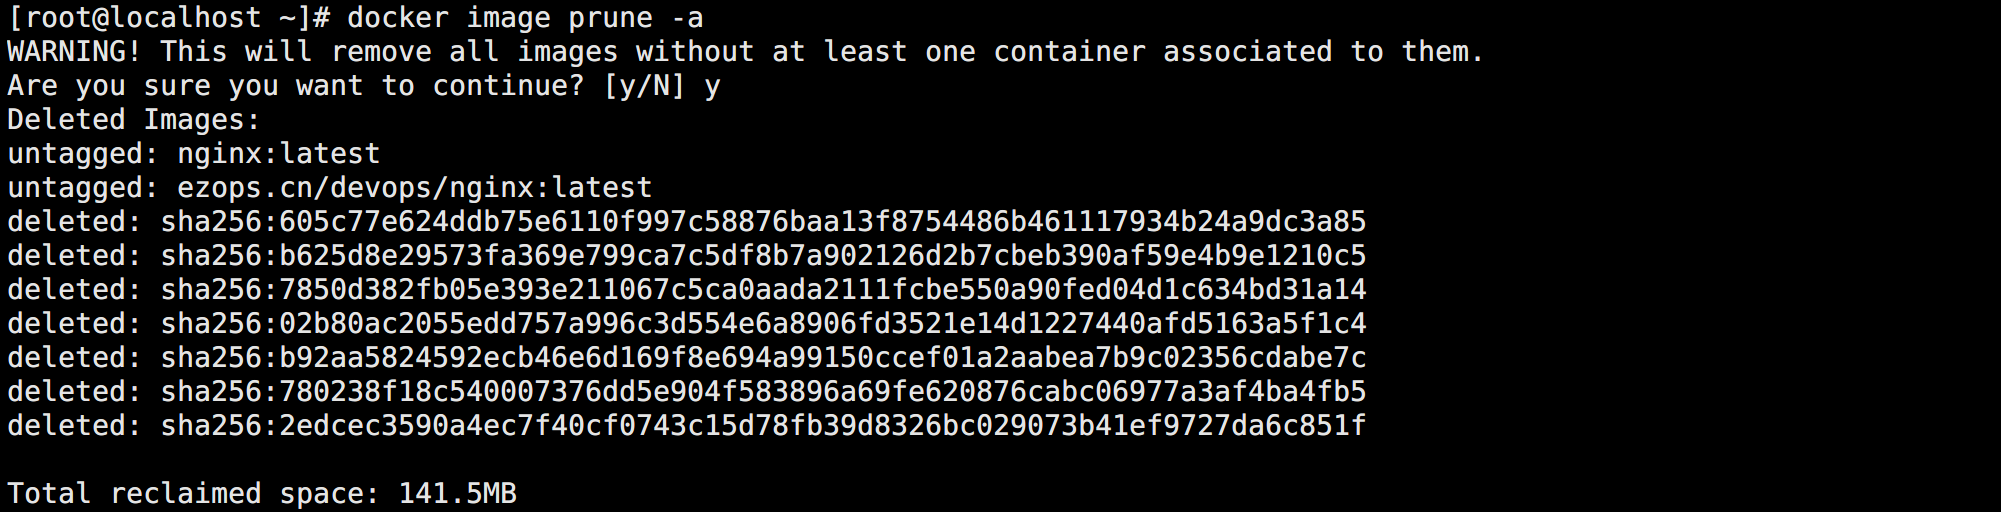 [root@localhost ~]# docker image prune -a
WARNING! This will remove all images without at least one container associated to them.
Are you sure you want to continue? [y/N] y
Deleted Images:
untagged: nginx:latest
untagged: ezops.cn/devops/nginx:latest
deleted: sha256:605c77e624ddb75e6110f997c58876baa13f8754486b461117934b24a9dc3a85
deleted: sha256:b625d8e29573fa369e799ca7c5df8b7a902126d2b7cbeb390af59e4b9e1210c5
deleted: sha256:7850d382fb05e393e211067c5ca0aada2111fcbe550a90fed04d1c634bd31a14
deleted: sha256:02b80ac2055edd757a996c3d554e6a8906fd3521e14d1227440afd5163a5f1c4
deleted: sha256:b92aa5824592ecb46e6d169f8e694a99150ccef01a2aabea7b9c02356cdabe7c
deleted: sha256:780238f18c540007376dd5e904f583896a69fe620876cabc06977a3af4ba4fb5
deleted: sha256:2edcec3590a4ec7f40cf0743c15d78fb39d8326bc029073b41ef9727da6c851f
Total reclaimed space: 141.5MB